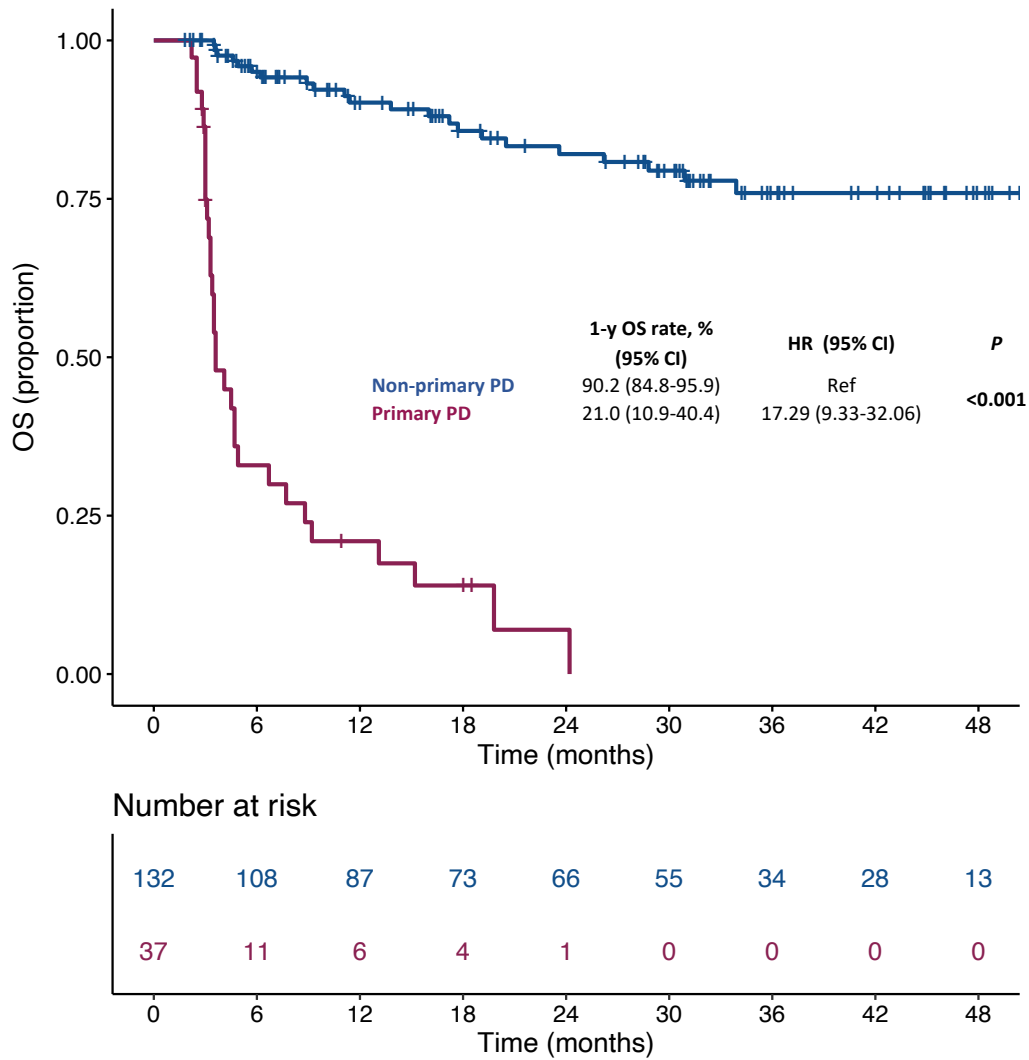 1.00
0.75
0.50
0.25
0.00
OS (proportion)
1-y OS rate, % (95% CI) HR (95% CI) P
Non-primary PD 90.2 (84.8-95.9) Ref
Primary PD 21.0 (10.9-40.4) 17.29 (9.33-32.06) <0.001
0 6 12 18 24 30 36 42 48
Time (months)
Number at risk
132 108 87 73 66 55 34 28 13
37 11 6 4 1 0 0 0 0
0 6 12 18 24 30 36 42 48
Time (months)